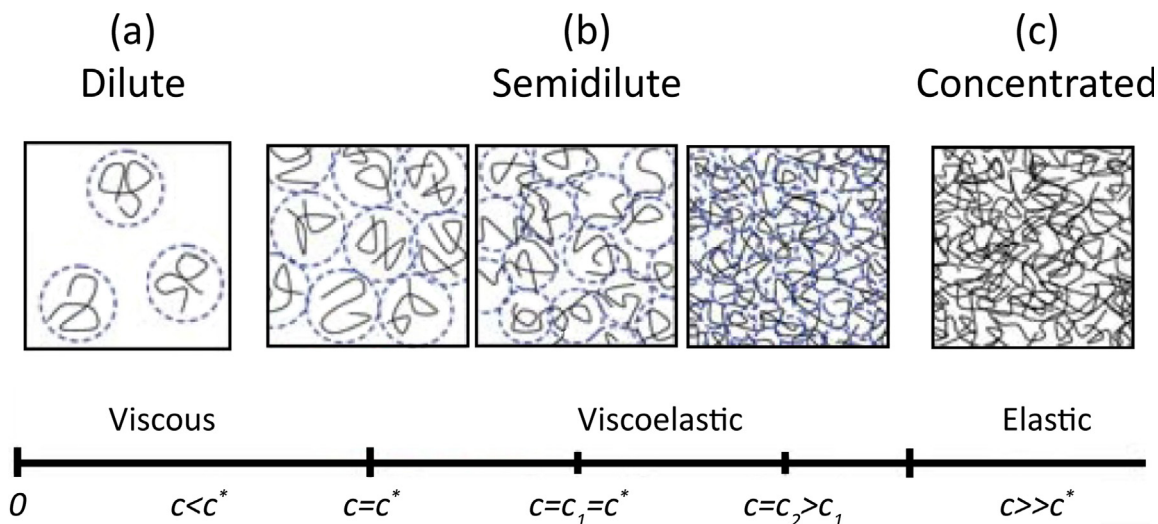 (a) (b) (c)
Dilute Semidilute Concentrated
Viscous Viscoelastic Elastic
0 c<c* c=c* c=c₁=c* c=c₂>c₁ c>>c*